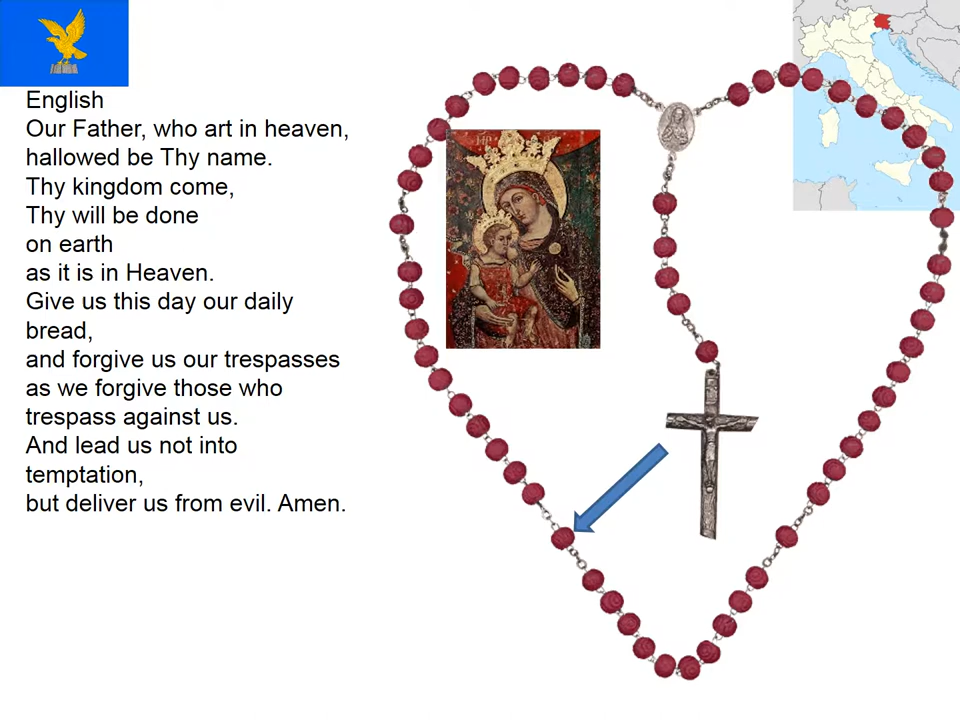 English
Our Father, who art in heaven,
hallowed be Thy name.
Thy kingdom come,
Thy will be done
on earth
as it is in Heaven.
Give us this day our daily
bread,
and forgive us our trespasses
as we forgive those who
trespass against us.
And lead us not into
temptation,
but deliver us from evil. Amen.